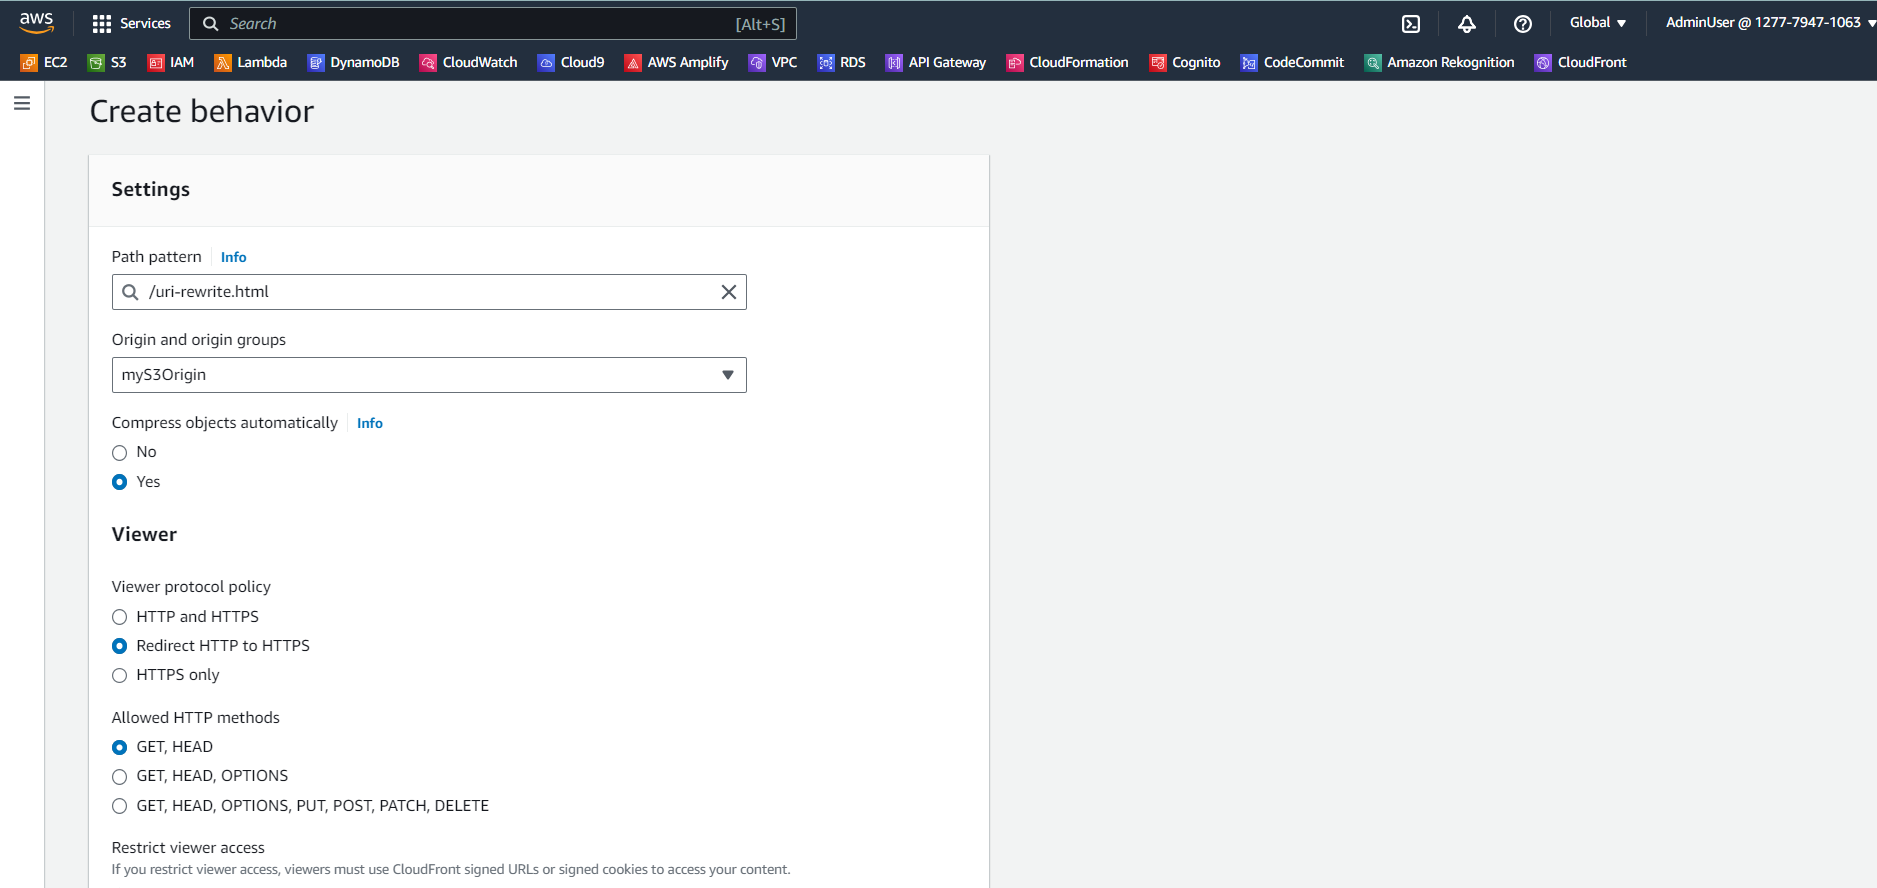 aws Services Search [Alt+S] Global AdminUser @ 1277-7947-1063
EC2 S3 IAM Lambda DynamoDB CloudWatch Cloud9 AWS Amplify VPC RDS API Gateway CloudFormation Cognito CodeCommit Amazon Rekognition CloudFront
Create behavior
Settings
Path pattern Info
/uri-rewrite.html
Origin and origin groups
myS3Origin
Compress objects automatically Info
No
Yes
Viewer
Viewer protocol policy
HTTP and HTTPS
Redirect HTTP to HTTPS
HTTPS only
Allowed HTTP methods
GET, HEAD
GET, HEAD, OPTIONS
GET, HEAD, OPTIONS, PUT, POST, PATCH, DELETE
Restrict viewer access
If you restrict viewer access, viewers must use CloudFront signed URLs or signed cookies to access your content.